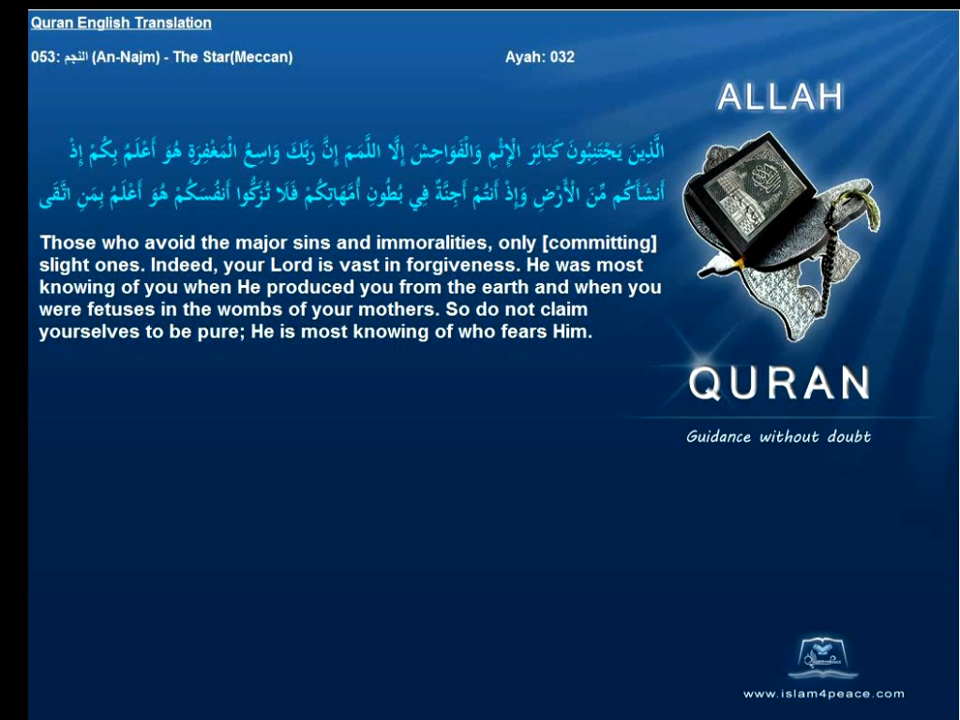 Quran English Translation
053: النجم (An-Najm) - The Star(Meccan)
Ayah: 032
ALLAH
الَّذِينَ يَجْتَنِبُونَ كَبَائِرَ الْإِثْمِ وَالْفَوَاحِشَ إِلَّا اللَّمَمَ إِنَّ رَبَّكَ وَاسِعُ الْمَغْفِرَةِ هُوَ أَعْلَمُ بِكُمْ إِذْ
أَنشَأَكُم مِّنَ الْأَرْضِ وَإِذْ أَنتُمْ أَجِنَّةٌ فِي بُطُونِ أُمَّهَاتِكُمْ فَلَا تُزَكُّوا أَنفُسَكُمْ هُوَ أَعْلَمُ بِمَنِ اتَّقَى
Those who avoid the major sins and immoralities, only [committing]
slight ones. Indeed, your Lord is vast in forgiveness. He was most
knowing of you when He produced you from the earth and when you
were fetuses in the wombs of your mothers. So do not claim
yourselves to be pure; He is most knowing of who fears Him.
QURAN
Guidance without doubt
www.islam4peace.com